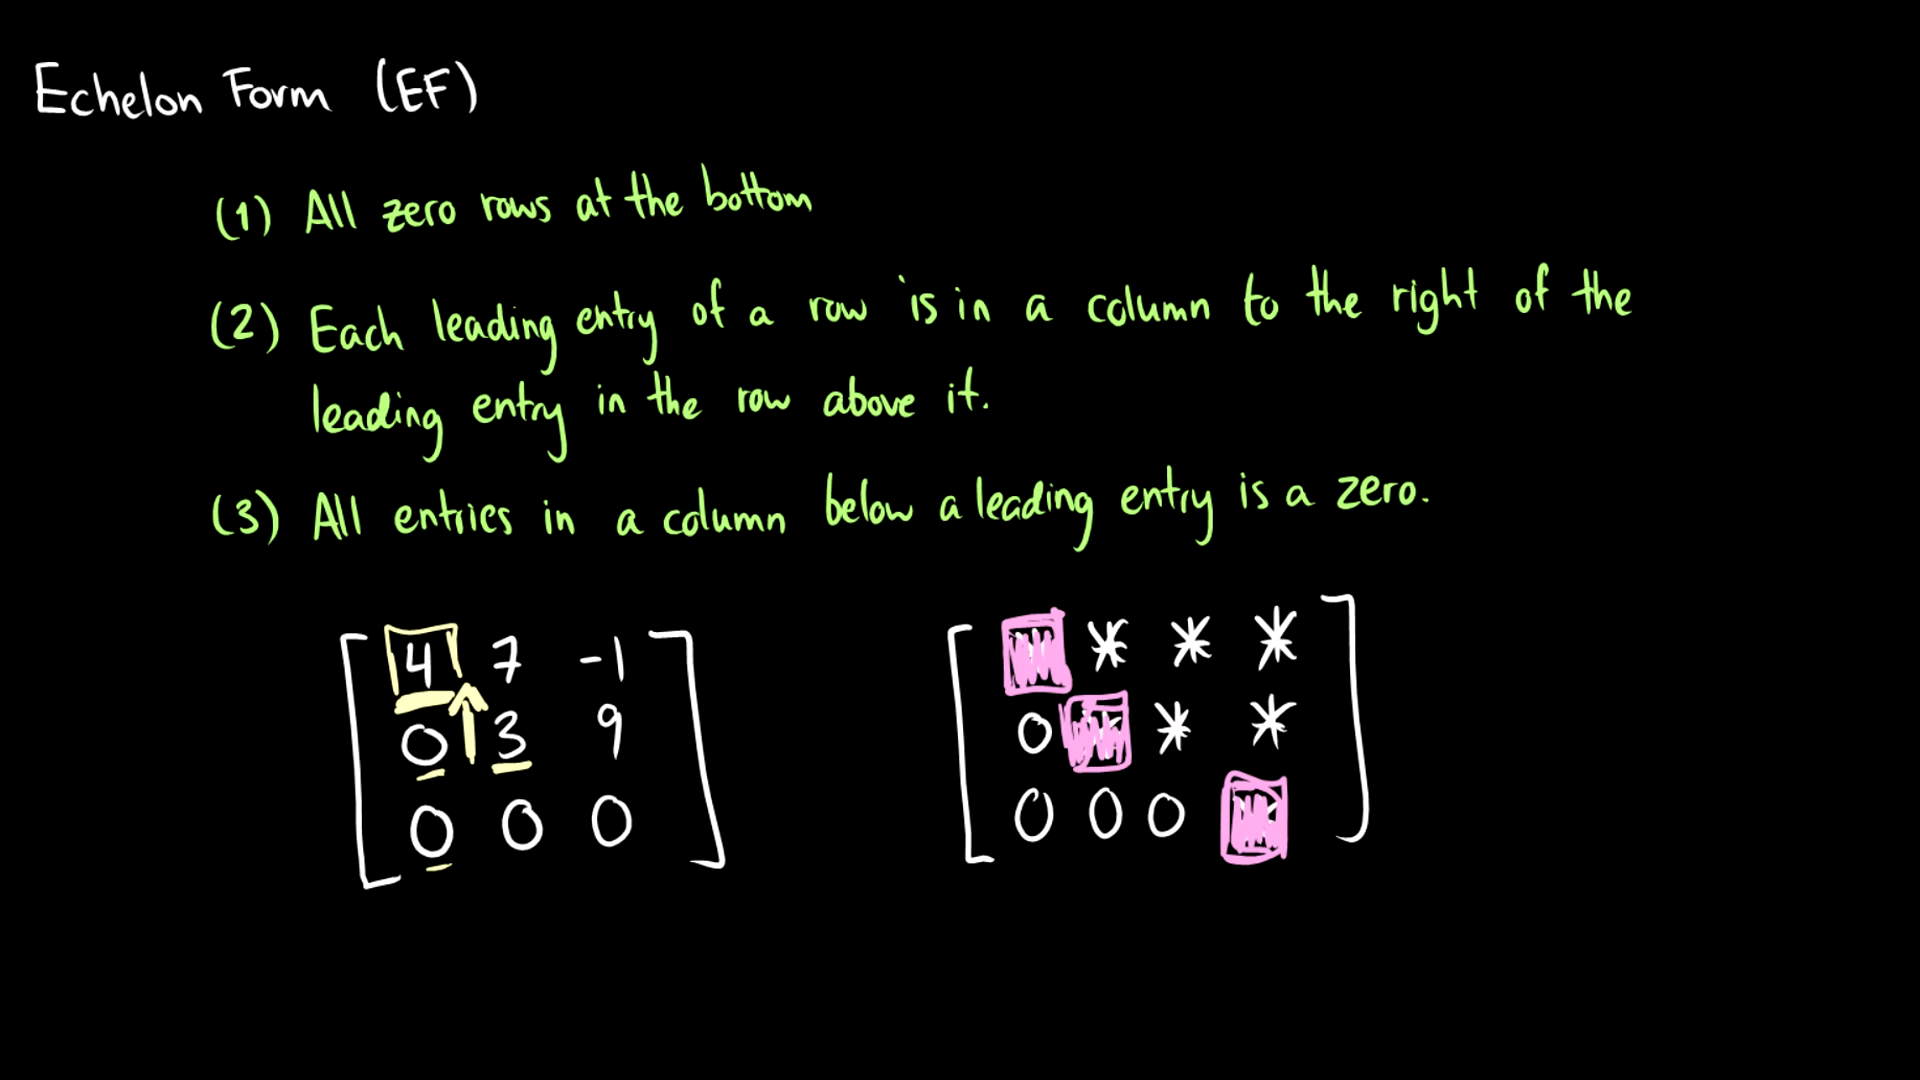 Echelon Form (EF)
(1) All zero rows at the bottom
(2) Each leading entry of a row is in a column to the right of the
leading entry in the row above it.
(3) All entries in a column below a leading entry is a zero.
4 7 -1
0 3 9
0 0 0
* * *
0 * *
0 0 0